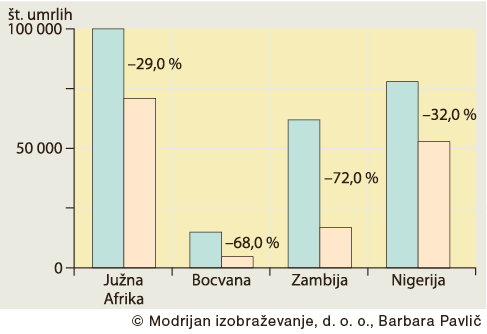 št. umrlih
100 000
50 000
0
–29,0 %
–68,0 %
–72,0 %
–32,0 %
Južna
Afrika
Bocvana
Zambija
Nigerija
© Modrijan izobraževanje, d. o. o., Barbara Pavlič